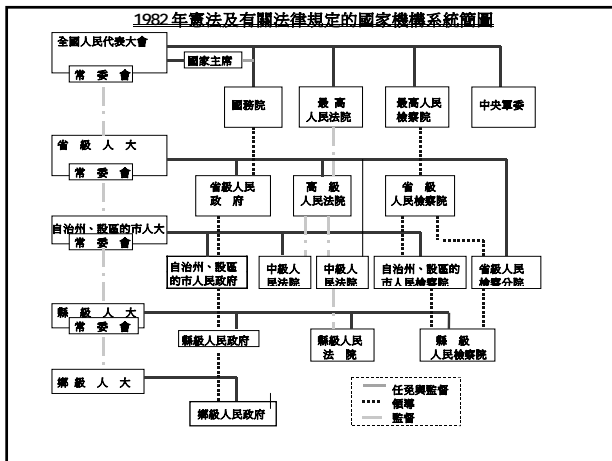 1982年憲法及有關法律規定的國家機構系統簡圖
全國人民代表大會
常 委 會
國家主席
國務院
最 高
人民法院
最高人民
檢察院
中央軍委
省 級 人 大
常 委 會
省級人民
政 府
高 級
人民法院
省 級
人民檢察院
自治州、設區的市人大
常 委 會
自治州、設區
的市人民政府
中級人
民法院
中級人
民法院
自治州、設區的
市人民檢察院
省級人民
檢察分院
縣 級 人 大
常 委 會
縣級人民政府
縣級人民
法 院
縣 級
人民檢察院
鄉 級 人 大
鄉級人民政府
任免與監督
領導
監督